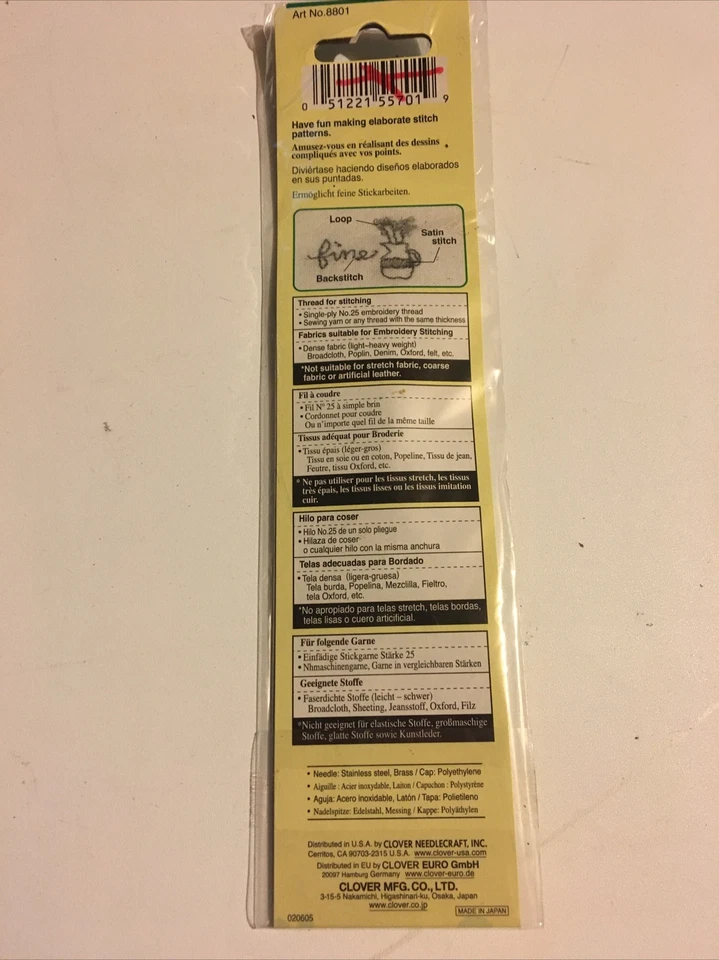 Art No.8801
0 51221 55701 9
Have fun making elaborate stitch
patterns.
Amusez-vous en réalisant des dessins
compliqués avec vos points.
Diviértase haciendo diseños elaborados
en sus puntadas.
Ermöglicht feine Stickarbeiten.
Loop
Satin
stitch
fine
Backstitch
Thread for stitching
• Single-ply No.25 embroidery thread
• Sewing yarn or any thread with the same thickness
Fabrics suitable for Embroidery Stitching
• Dense fabric (light–heavy weight)
Broadcloth, Poplin, Denim, Oxford, felt, etc.
*Not suitable for stretch fabric, coarse
fabric or artificial leather.
Fil à coudre
• Fil N° 25 à simple brin
• Cordonnet pour coudre
Ou n'importe quel fil de la même taille
Tissus adéquat pour Broderie
• Tissu épais (léger-gros)
Tissu en soie ou en coton, Popeline, Tissu de jean,
Feutre, tissu Oxford, etc.
* Ne pas utiliser pour les tissus stretch, les tissus
très épais, les tissus lisses ou les tissus imitation
cuir.
Hilo para coser
• Hilo No.25 de un solo pliegue
• Hilaza de coser
o cualquier hilo con la misma anchura
Telas adecuadas para Bordado
• Tela densa (ligera-gruesa)
Tela burda, Popelina, Mezclilla, Fieltro,
tela Oxford, etc.
*No apropiado para telas stretch, telas bordas,
telas lisas o cuero articificial.
Für folgende Garne
• Einfädige Stickgarne Stärke 25
• Nhmaschinengarne, Garne in vergleichbaren Stärken
Geeignete Stoffe
• Faserdichte Stoffe (leicht – schwer)
Broadcloth, Sheeting, Jeansstoff, Oxford, Filz
*Nicht geeignet für elastische Stoffe, großmaschige
Stoffe, glatte Stoffe sowie Kunstleder.
• Needle: Stainless steel, Brass / Cap: Polyethylene
• Aiguille : Acier inoxydable, Laiton / Capuchon : Polystyrène
• Aguja: Acero inoxidable, Latón / Tapa: Polietileno
• Nadelspitze: Edelstahl, Messing / Kappe: Polyäthylen
Distributed in U.S.A. by CLOVER NEEDLECRAFT, INC.
Cerritos, CA 90703-2315 U.S.A. www.clover-usa.com
Distributed in EU by CLOVER EURO GmbH
20097 Hamburg Germany www.clover-euro.de
CLOVER MFG. CO., LTD.
3-15-5 Nakamichi, Higashinari-ku, Osaka, Japan
www.clover.co.jp
020605
MADE IN JAPAN